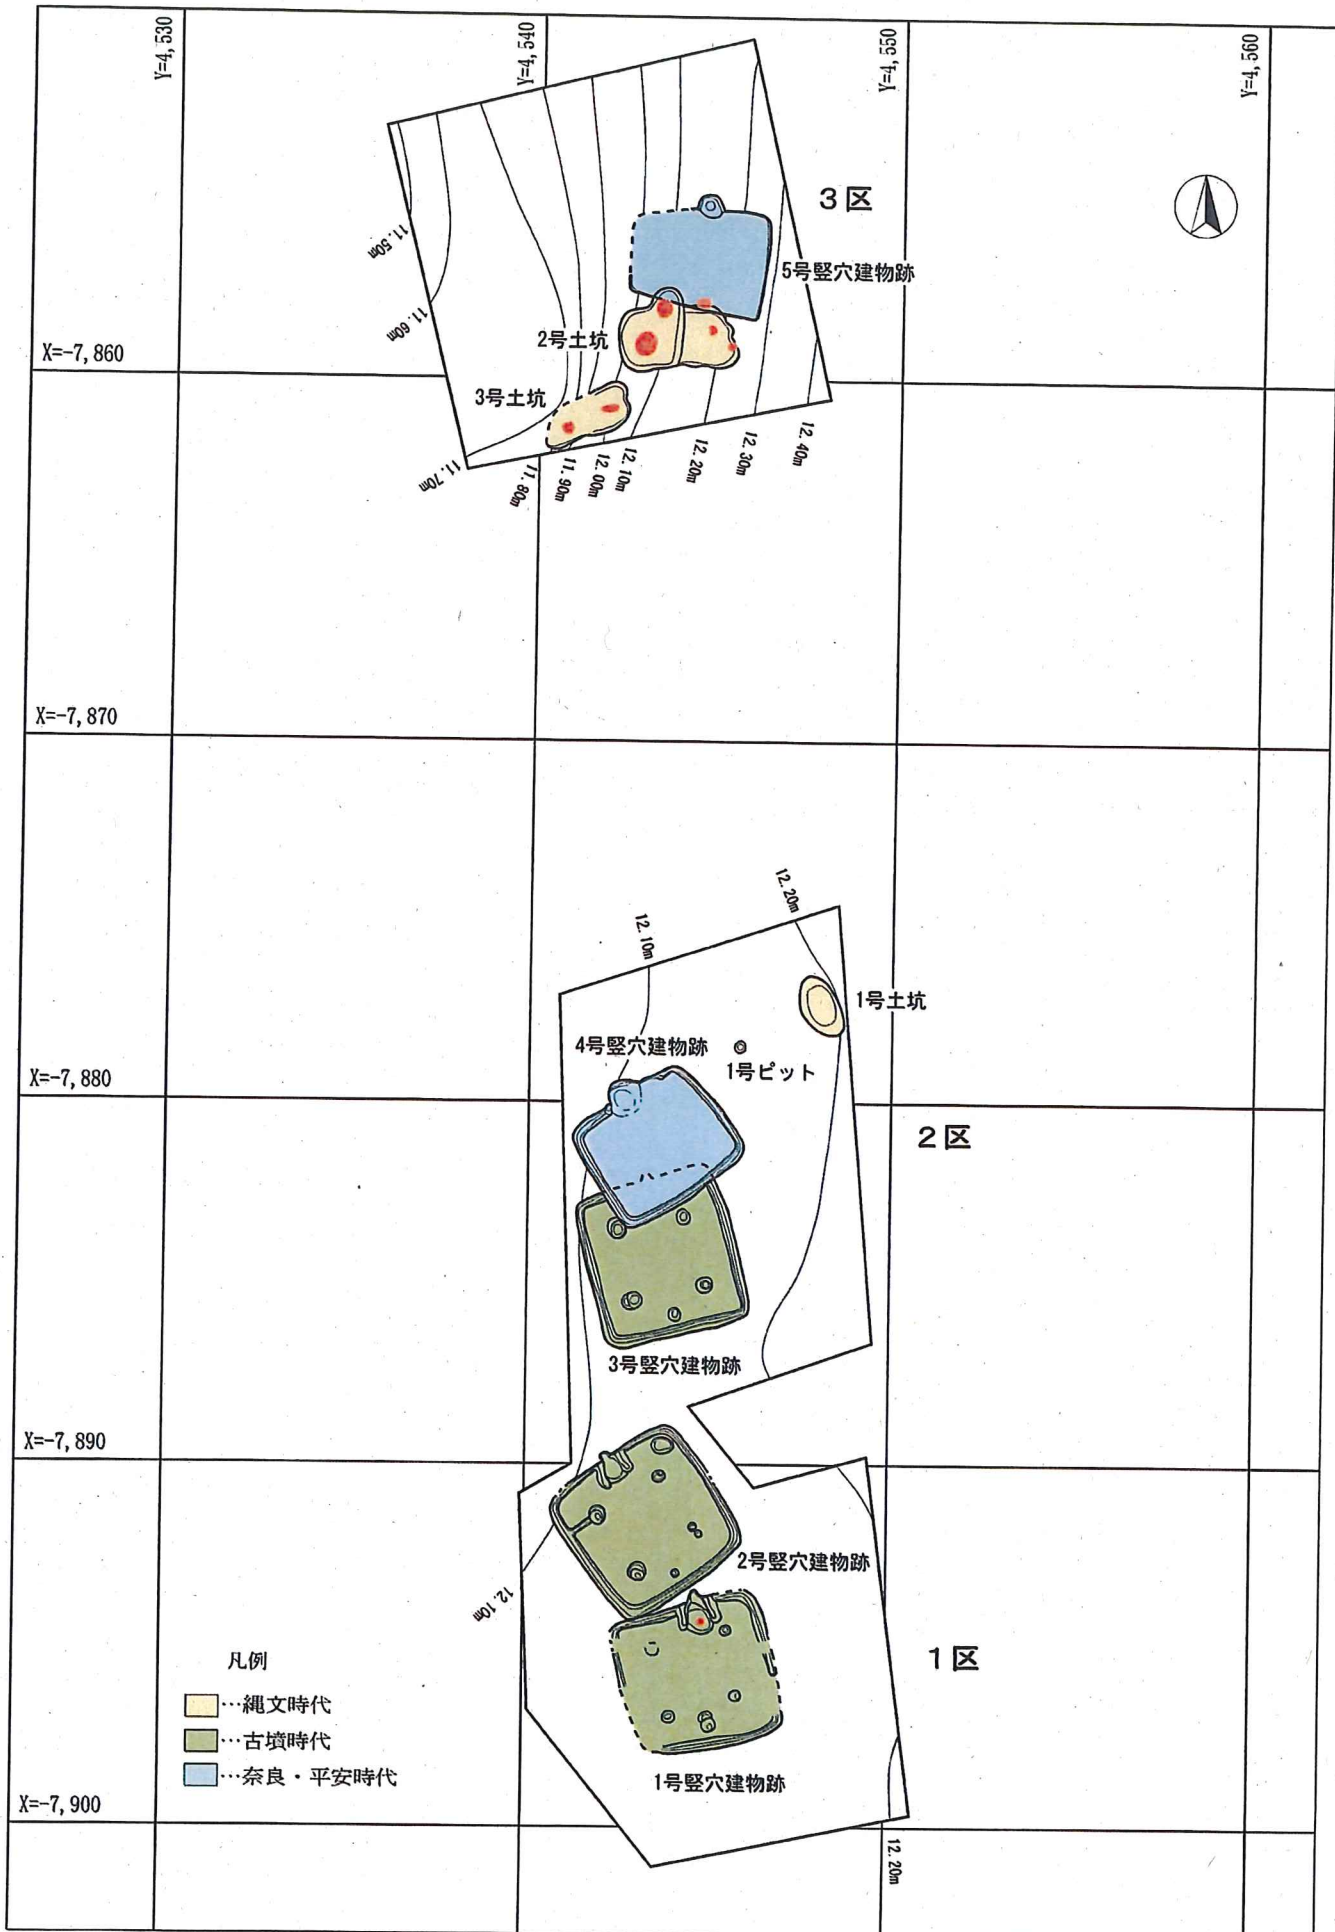 Y=4,530
Y=4,540
Y=4,550
Y=4,560
3区
11.50m
5号竪穴建物跡
11.60m
2号土坑
X=-7,860
3号土坑
11.70m
11.80m
11.90m
12.00m
12.10m
12.20m
12.30m
12.40m
X=-7,870
12.20m
12.10m
1号土坑
4号竪穴建物跡
1号ピット
X=-7,880
2区
3号竪穴建物跡
X=-7,890
2号竪穴建物跡
12.10m
1区
凡例
…縄文時代
…古墳時代
…奈良・平安時代
1号竪穴建物跡
X=-7,900
12.20m